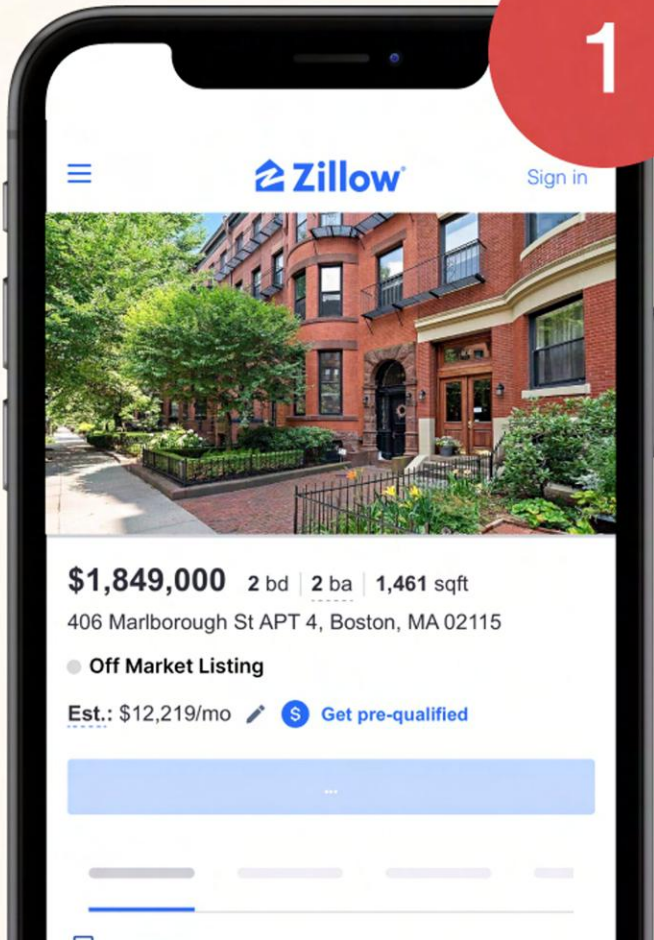 1
Zillow
Sign in
$1,849,000 2 bd 2 ba 1,461 sqft
406 Marlborough St APT 4, Boston, MA 02115
Off Market Listing
Est.: $12,219/mo $ Get pre-qualified
...